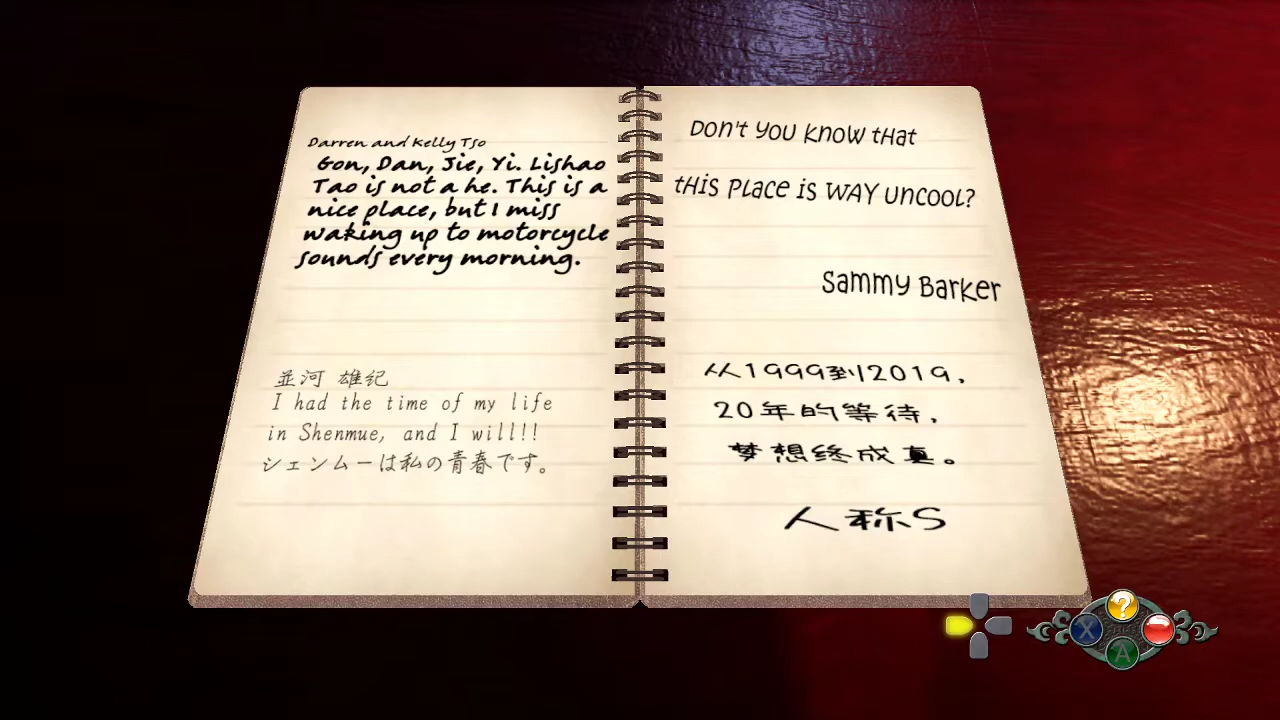 Darren and Kelly Tso
Gon, Dan, Jie, Yi. Lishao
Tao is not a he. This is a
nice place, but I miss
waking up to motorcycle
sounds every morning.
並河 雄紀
I had the time of my life
in Shenmue, and I will!!
シェンムーは私の青春です。
Don't you know that
this place is WAY uncool?
Sammy Barker
从1999到2019,
20年的等待,
梦想终成真。
人称S
X
?
A